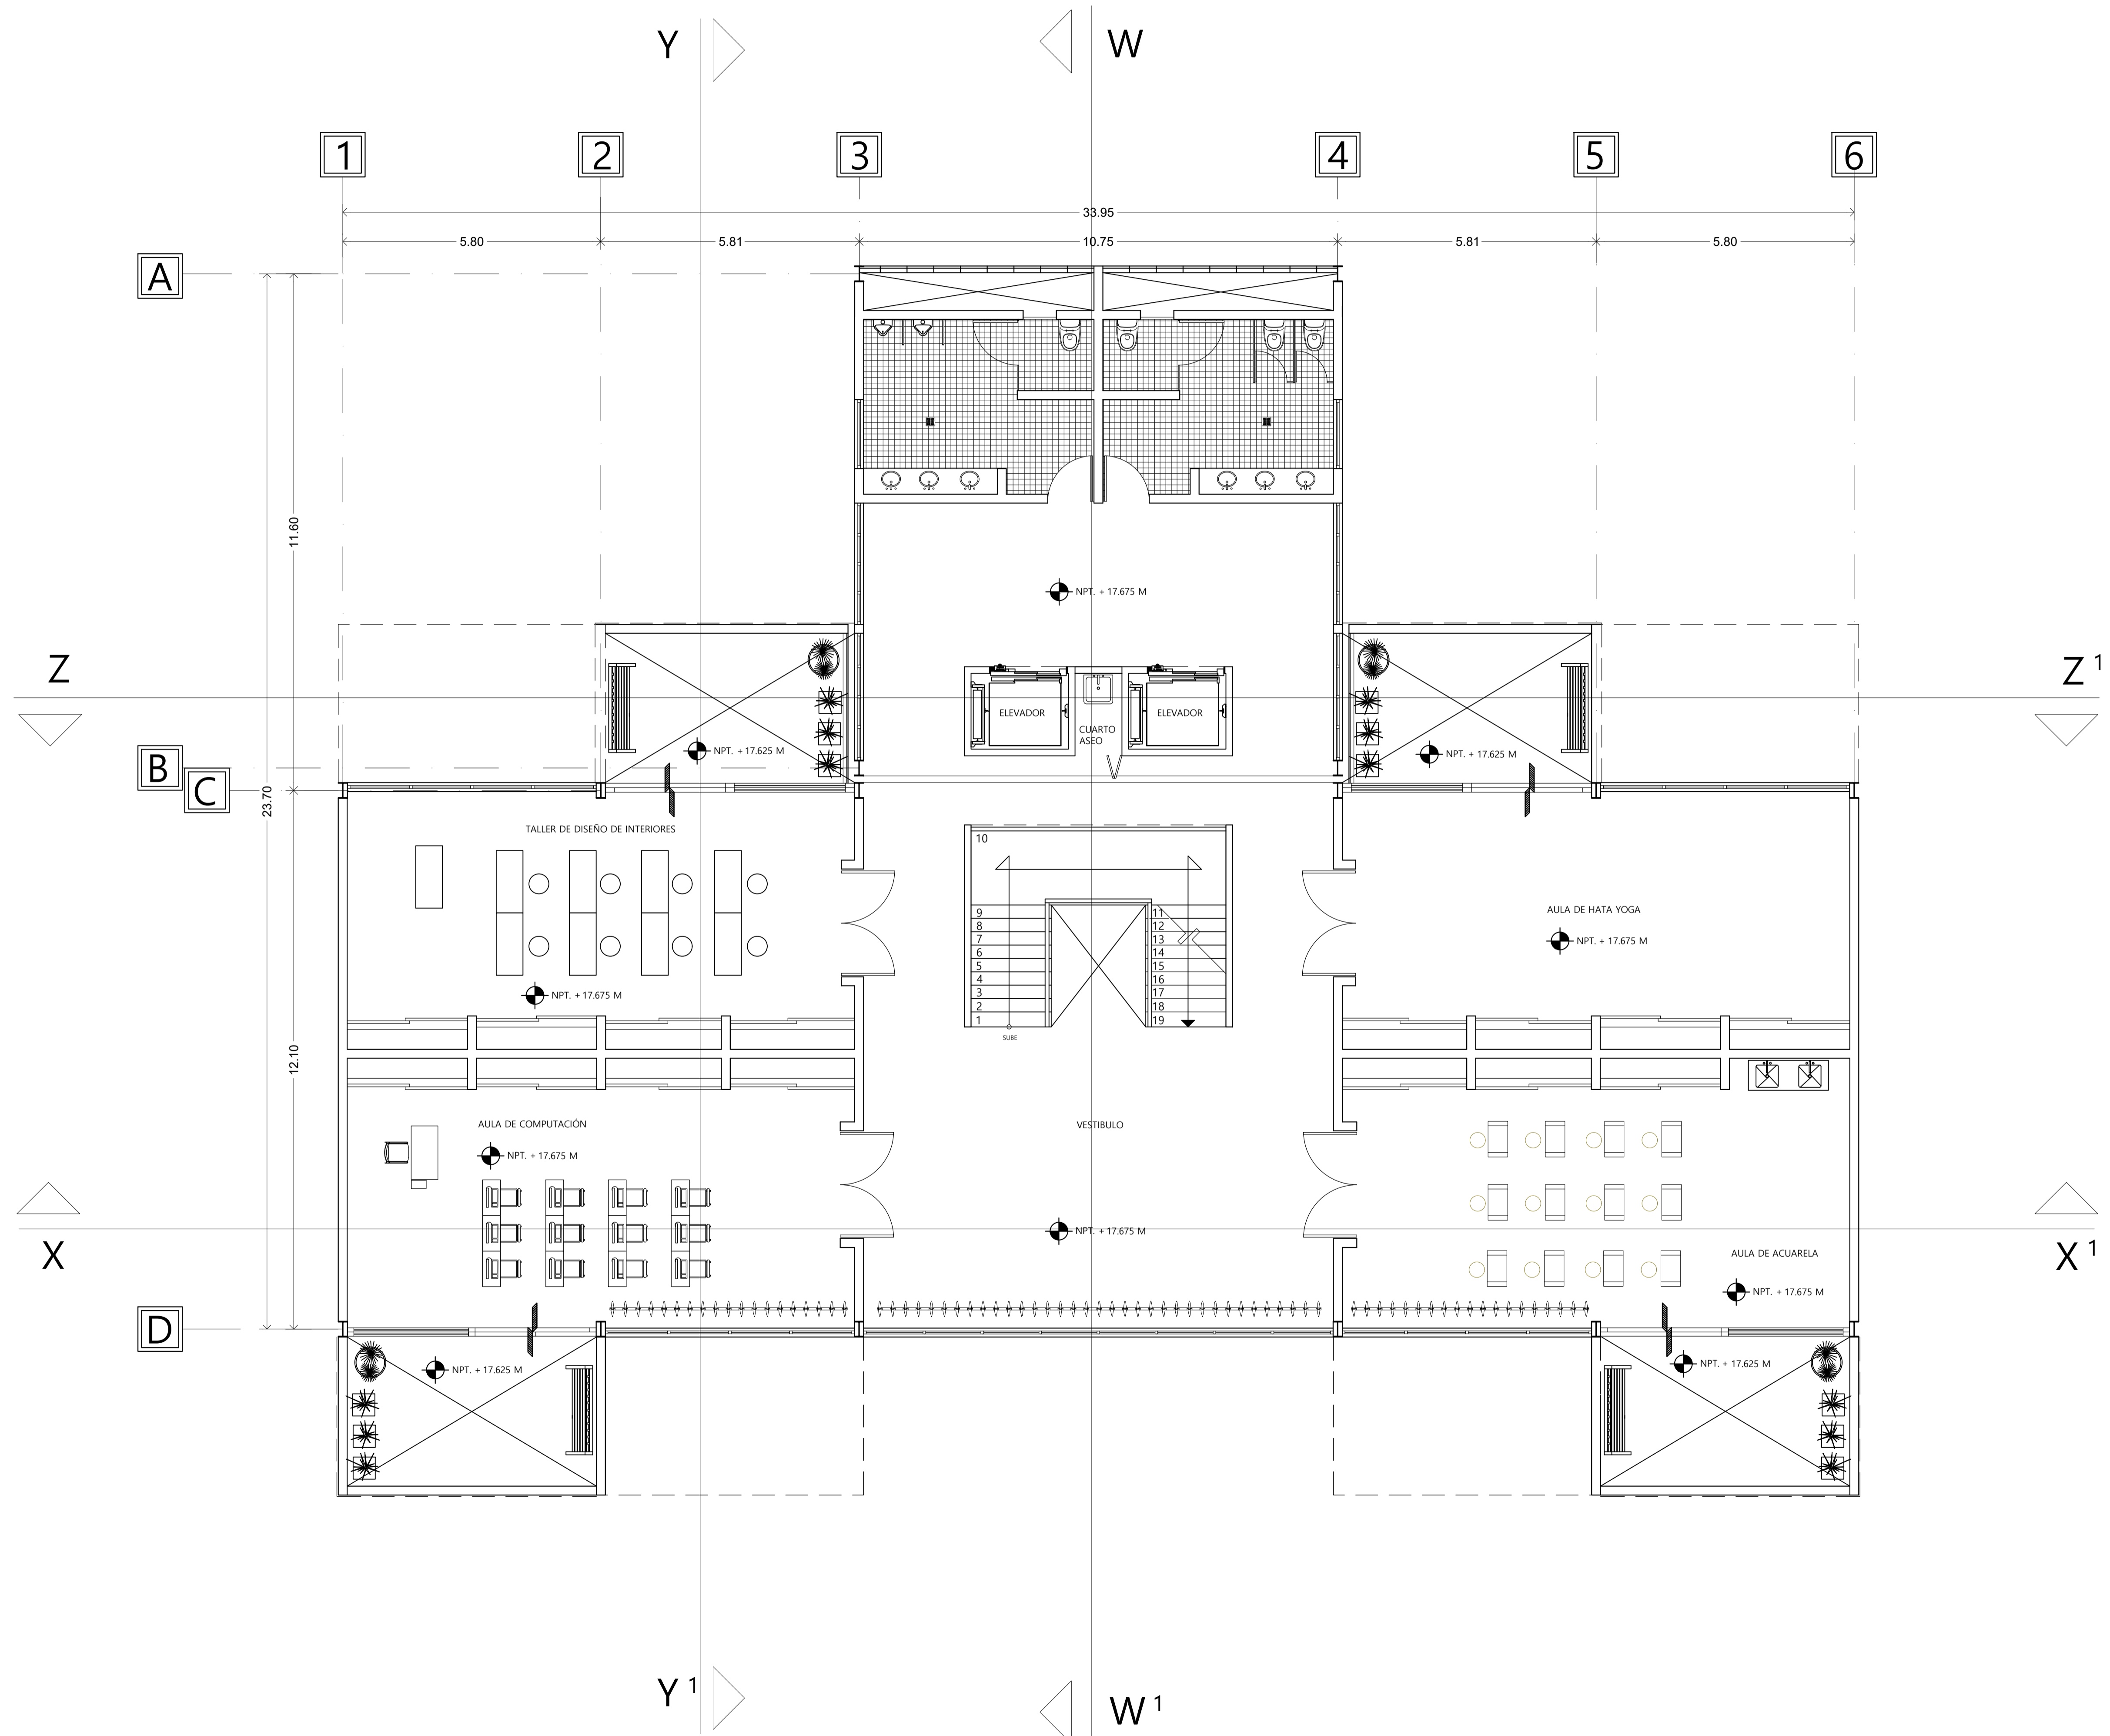 Y W
1 2 3 4 5 6
33.95
5.80 5.81 10.75 5.81 5.80
A
11.60
NPT. + 17.675 M
Z Z 1
ELEVADOR ELEVADOR
CUARTO
ASEO
NPT. + 17.625 M
NPT. + 17.625 M
B
C
23.70
TALLER DE DISEÑO DE INTERIORES
10
9 11
8 12
7 13
6 14
5 15
4 16
3 17
2 18
1 19
SUBE
AULA DE HATA YOGA
NPT. + 17.675 M
NPT. + 17.675 M
12.10
AULA DE COMPUTACIÓN
NPT. + 17.675 M
VESTIBULO
NPT. + 17.675 M
X X 1
AULA DE ACUARELA
NPT. + 17.675 M
D
NPT. + 17.625 M
NPT. + 17.625 M
Y 1 W 1